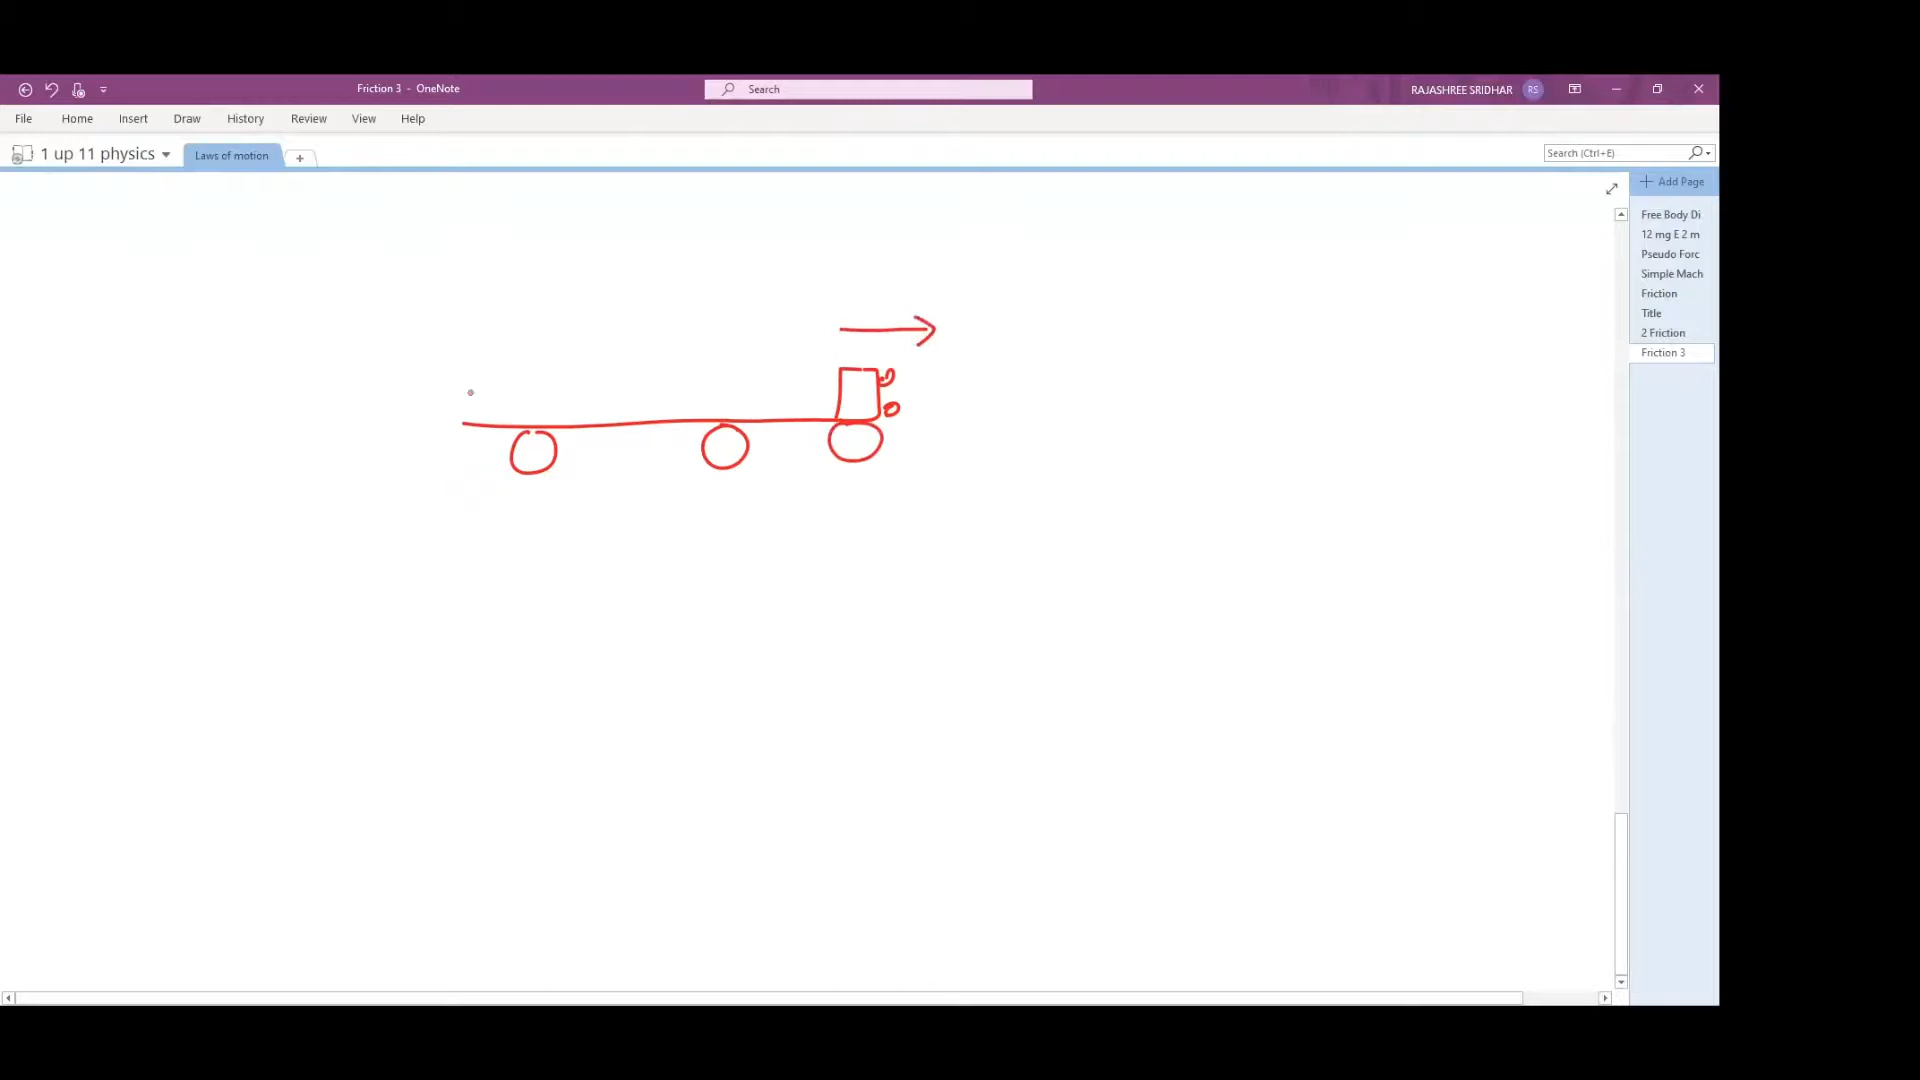 Friction 3 - OneNote
Search
RAJASHREE SRIDHAR
RS
File Home Insert Draw History Review View Help
1 up 11 physics
Laws of motion
+
Search (Ctrl+E)
Add Page
Free Body Di
12 mg E 2 m
Pseudo Forc
Simple Mach
Friction
Title
2 Friction
Friction 3